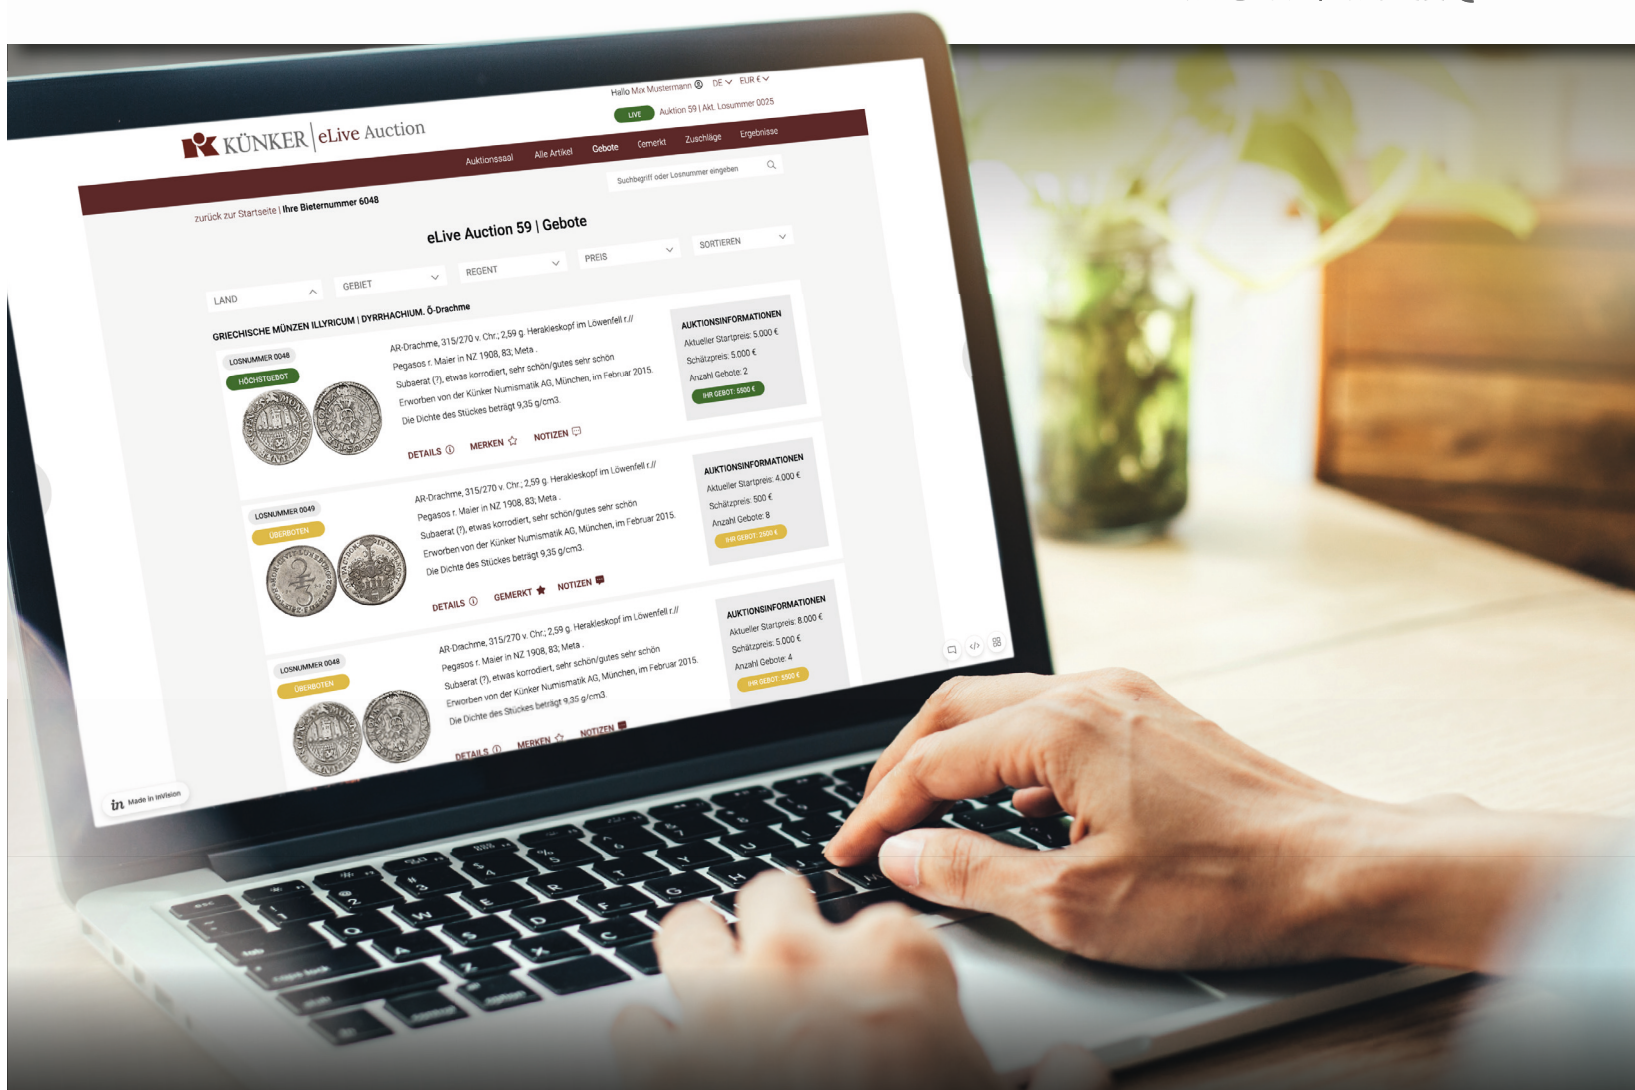 Hallo Max Mustermann DE EUR €
LIVE Auktion 59 | Akt. Losummer 0025
KÜNKER eLive Auction
Auktionssaal Alle Artikel Gebote Gemerkt Zuschläge Ergebnisse
Suchbegriff oder Losnummer eingeben
zurück zur Startseite | Ihre Bieternummer 6048
eLive Auction 59 | Gebote
LAND GEBIET REGENT PREIS SORTIEREN
GRIECHISCHE MÜNZEN ILLYRICUM | DYRRHACHIUM. Ö-Drachme
LOSNUMMER 0048
HÖCHSTGEBOT
AR-Drachme, 315/270 v. Chr.; 2,59 g. Herakleskopf im Löwenfell r.//
Pegasos r. Maier in NZ 1908, 83; Meta .
Subaerat (?), etwas korrodiert, sehr schön/gutes sehr schön
Erworben von der Künker Numismatik AG, München, im Februar 2015.
Die Dichte des Stückes beträgt 9,35 g/cm3.
DETAILS MERKEN NOTIZEN
AUKTIONSINFORMATIONEN
Aktueller Startpreis: 5.000 €
Schätzpreis: 5.000 €
Anzahl Gebote: 2
IHR GEBOT: 5500 €
LOSNUMMER 0049
ÜBERBOTEN
AR-Drachme, 315/270 v. Chr.; 2,59 g. Herakleskopf im Löwenfell r.//
Pegasos r. Maier in NZ 1908, 83; Meta .
Subaerat (?), etwas korrodiert, sehr schön/gutes sehr schön
Erworben von der Künker Numismatik AG, München, im Februar 2015.
Die Dichte des Stückes beträgt 9,35 g/cm3.
DETAILS GEMERKT NOTIZEN
AUKTIONSINFORMATIONEN
Aktueller Startpreis: 4.000 €
Schätzpreis: 500 €
Anzahl Gebote: 8
IHR GEBOT: 2500 €
LOSNUMMER 0048
ÜBERBOTEN
AR-Drachme, 315/270 v. Chr.; 2,59 g. Herakleskopf im Löwenfell r.//
Pegasos r. Maier in NZ 1908, 83; Meta .
Subaerat (?), etwas korrodiert, sehr schön/gutes sehr schön
Erworben von der Künker Numismatik AG, München, im Februar 2015.
Die Dichte des Stückes beträgt 9,35 g/cm3.
DETAILS MERKEN NOTIZEN
AUKTIONSINFORMATIONEN
Aktueller Startpreis: 8.000 €
Schätzpreis: 5.000 €
Anzahl Gebote: 4
IHR GEBOT: 5500 €
in Made in InVision